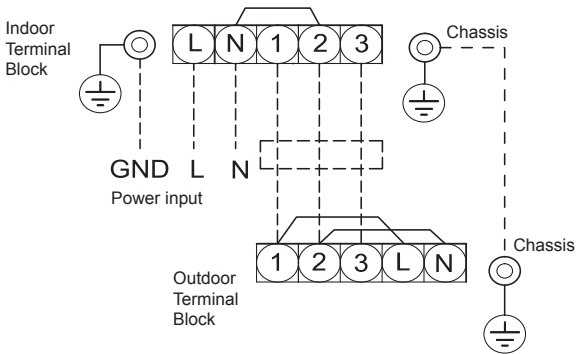 Indoor
Terminal
Block
L N 1 2 3
Chassis
GND L N
Power input
1 2 3 L N
Chassis
Outdoor
Terminal
Block